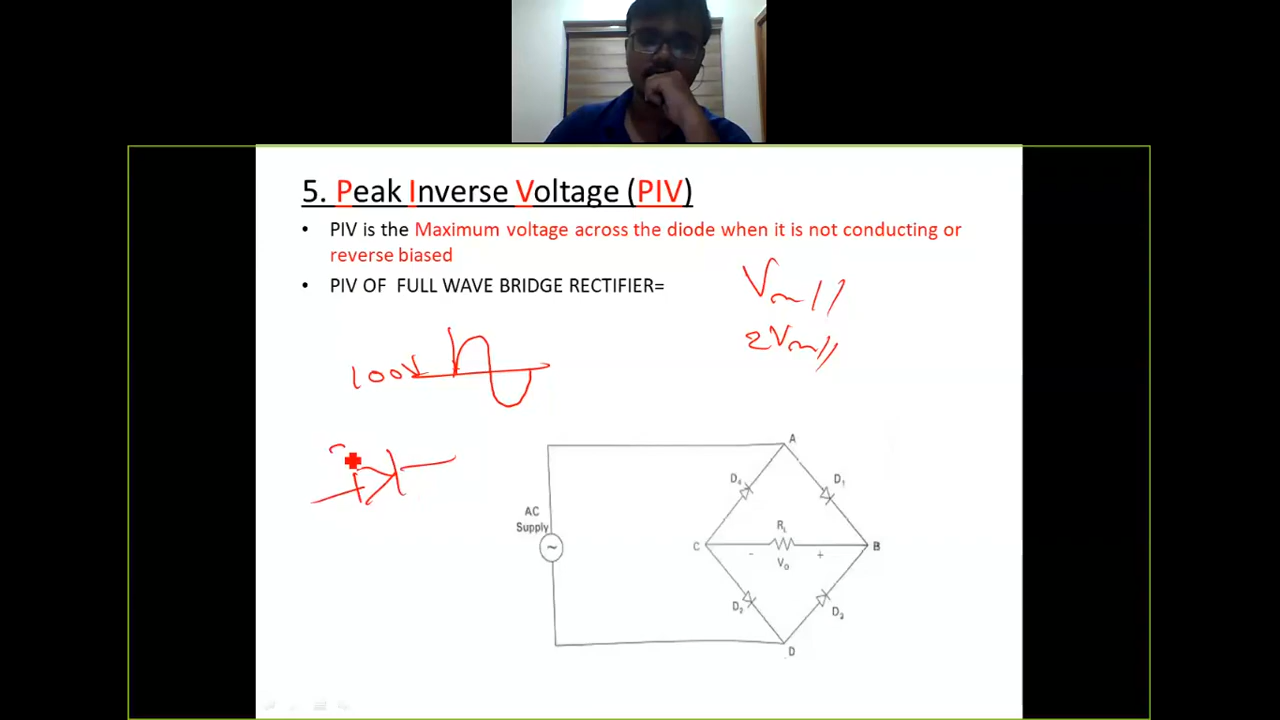 5. Peak Inverse Voltage (PIV)
• PIV is the Maximum voltage across the diode when it is not conducting or
reverse biased
• PIV OF FULL WAVE BRIDGE RECTIFIER=
Vm//
2Vm//
100V
A
D4
D1
AC
Supply
~
RL
C
B
-
+
V0
D2
D3
D